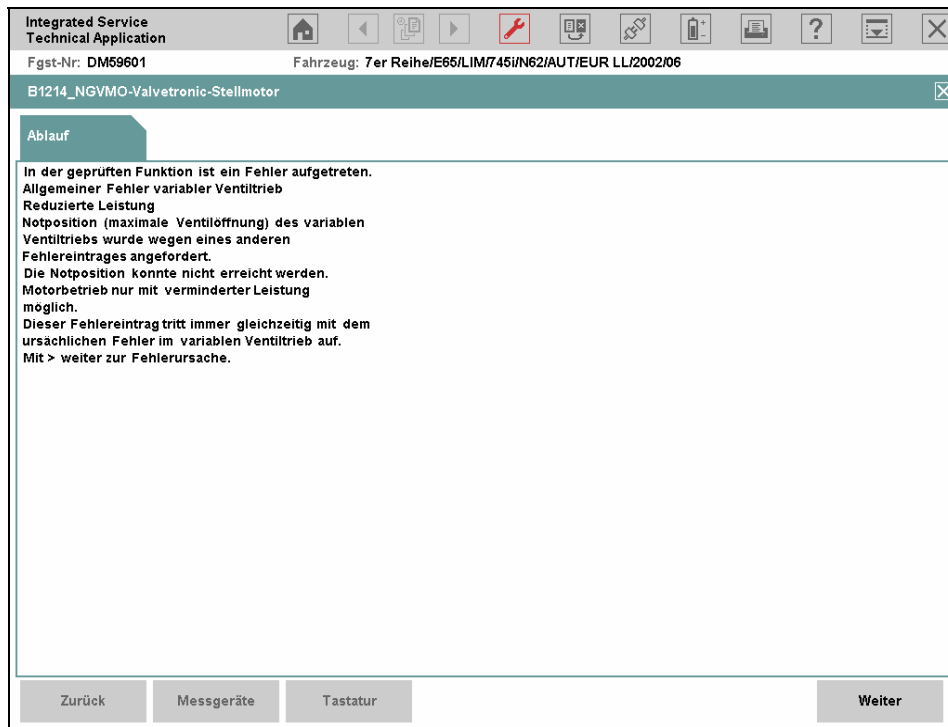 Integrated Service
Technical Application
?
Fgst-Nr: DM59601 Fahrzeug: 7er Reihe/E65/LIM/745i/N62/AUT/EUR LL/2002/06
B1214_NGVMO-Valvetronic-Stellmotor
Ablauf
In der geprüften Funktion ist ein Fehler aufgetreten.
Allgemeiner Fehler variabler Ventiltrieb
Reduzierte Leistung
Notposition (maximale Ventilöffnung) des variablen
Ventiltriebs wurde wegen eines anderen
Fehlereintrages angefordert.
Die Notposition konnte nicht erreicht werden.
Motorbetrieb nur mit verminderter Leistung
möglich.
Dieser Fehlereintrag tritt immer gleichzeitig mit dem
ursächlichen Fehler im variablen Ventiltrieb auf.
Mit > weiter zur Fehlerursache.
Zurück Messgeräte Tastatur Weiter